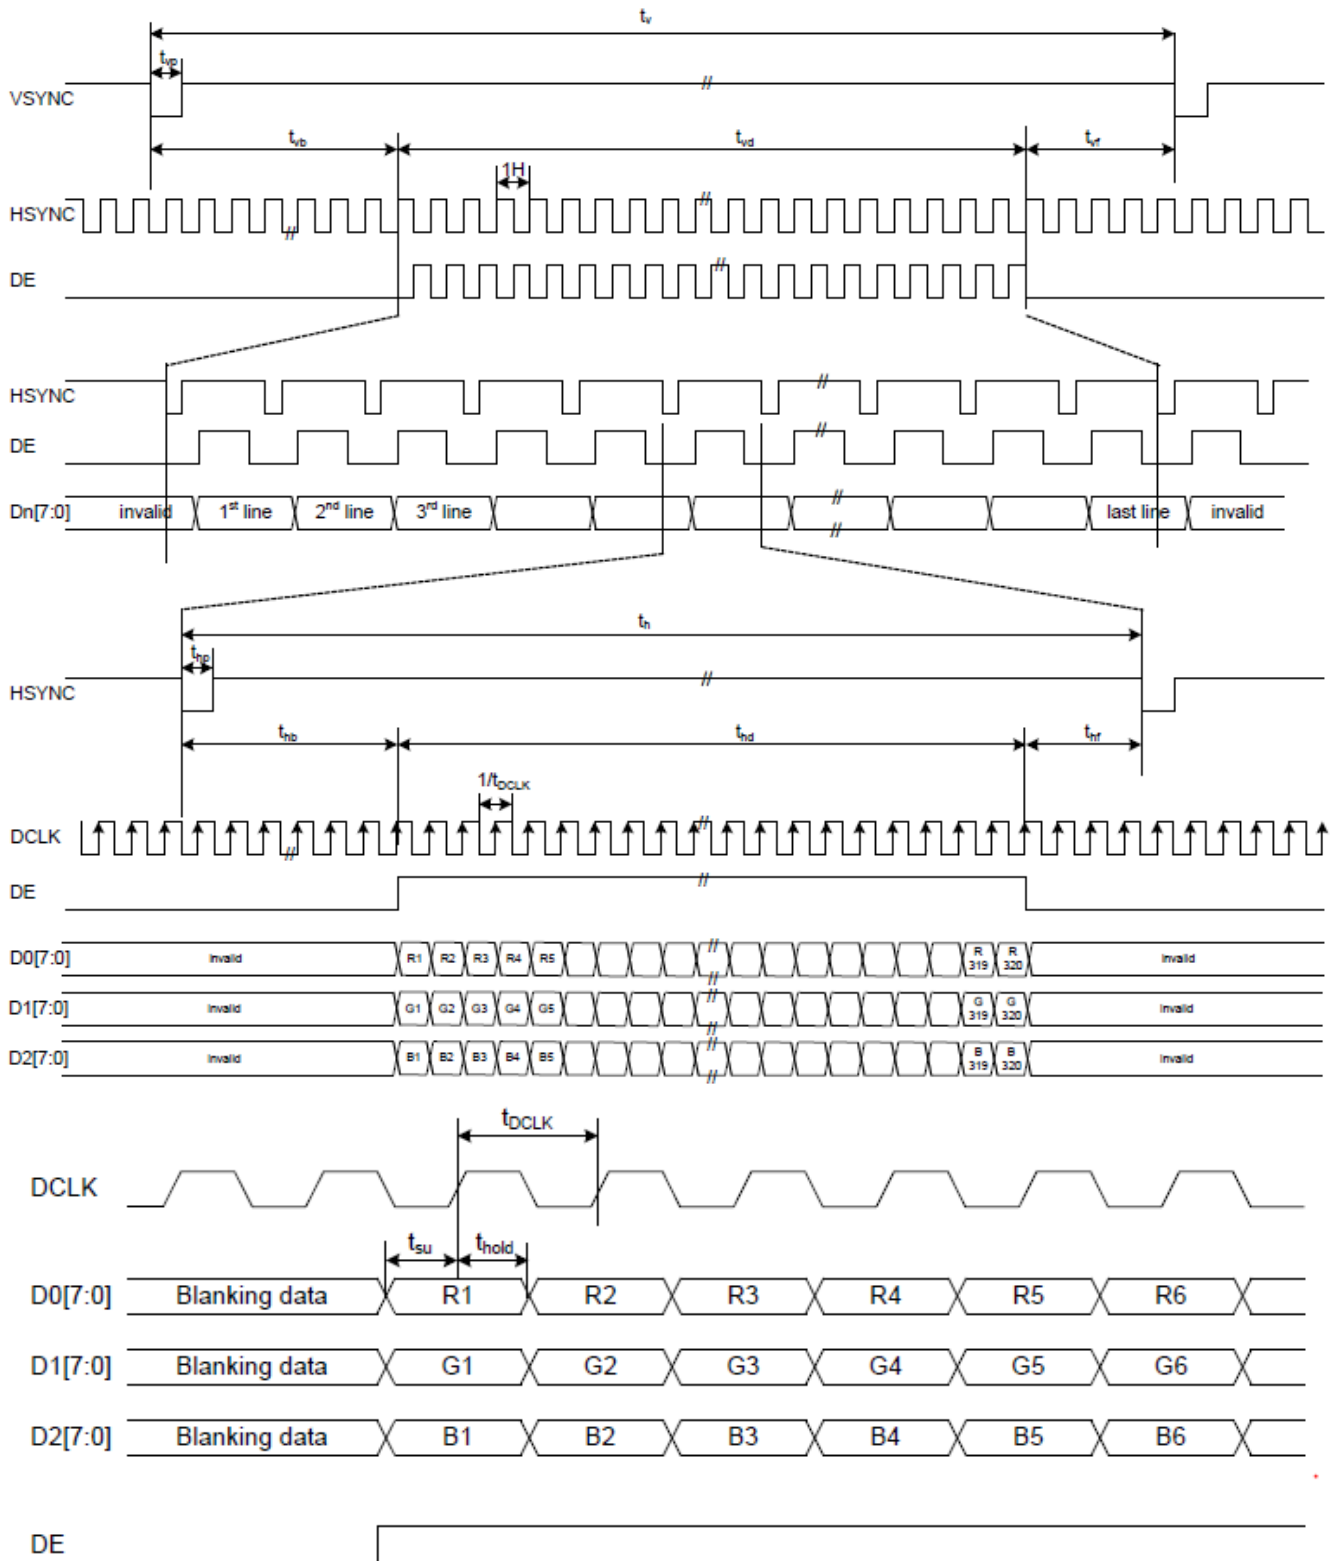 tv
tvp
VSYNC
//
tvb
tvd
tvf
1H
HSYNC
//
//
DE
//
HSYNC
//
DE
//
Dn[7:0] invalid 1st line 2nd line 3rd line // last line invalid
//
th
thp
HSYNC
//
thb
thd
thf
1/tDCLK
DCLK
//
//
DE
//
D0[7:0] Invalid R1 R2 R3 R4 R5 // R 319 R 320 Invalid
//
D1[7:0] Invalid G1 G2 G3 G4 G5 // G 319 G 320 Invalid
//
D2[7:0] Invalid B1 B2 B3 B4 B5 // B 319 B 320 Invalid
//
tDCLK
DCLK
tsu
thold
D0[7:0] Blanking data R1 R2 R3 R4 R5 R6
D1[7:0] Blanking data G1 G2 G3 G4 G5 G6
D2[7:0] Blanking data B1 B2 B3 B4 B5 B6
DE